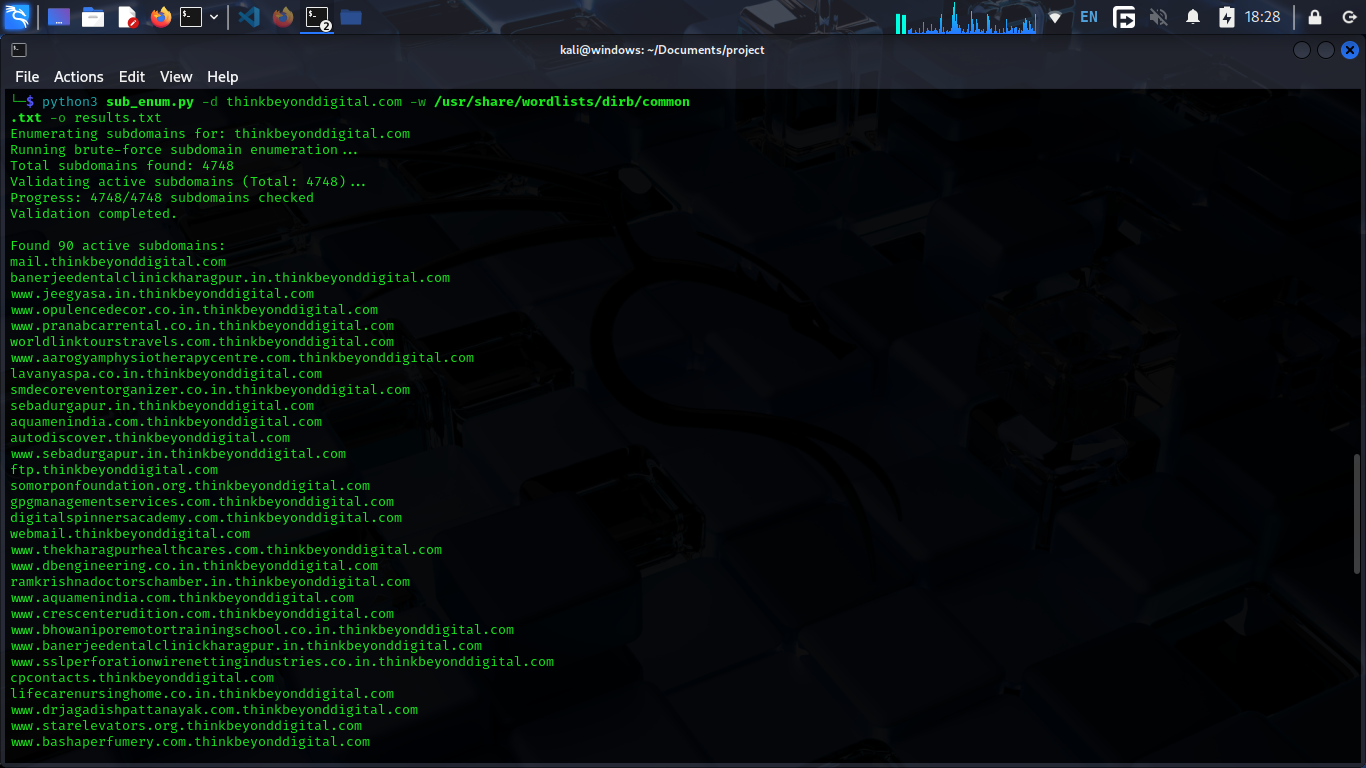 2
EN
18:28
kali@windows: ~/Documents/project
File Actions Edit View Help
└─$ python3 sub_enum.py -d thinkbeyonddigital.com -w /usr/share/wordlists/dirb/common
.txt -o results.txt
Enumerating subdomains for: thinkbeyonddigital.com
Running brute-force subdomain enumeration...
Total subdomains found: 4748
Validating active subdomains (Total: 4748)...
Progress: 4748/4748 subdomains checked
Validation completed.
Found 90 active subdomains:
mail.thinkbeyonddigital.com
banerjeedentalclinickharagpur.in.thinkbeyonddigital.com
www.jeegyasa.in.thinkbeyonddigital.com
www.opulencedecor.co.in.thinkbeyonddigital.com
www.pranabcarrental.co.in.thinkbeyonddigital.com
worldlinktourstravels.com.thinkbeyonddigital.com
www.aarogyamphysiotherapycentre.com.thinkbeyonddigital.com
lavanyaspa.co.in.thinkbeyonddigital.com
smdecoreventorganizer.co.in.thinkbeyonddigital.com
sebadurgapur.in.thinkbeyonddigital.com
aquamenindia.com.thinkbeyonddigital.com
autodiscover.thinkbeyonddigital.com
www.sebadurgapur.in.thinkbeyonddigital.com
ftp.thinkbeyonddigital.com
somorponfoundation.org.thinkbeyonddigital.com
gpgmanagementservices.com.thinkbeyonddigital.com
digitalspinnersacademy.com.thinkbeyonddigital.com
webmail.thinkbeyonddigital.com
www.thekharagpurhealthcares.com.thinkbeyonddigital.com
www.dbengineering.co.in.thinkbeyonddigital.com
ramkrishnadoctorschamber.in.thinkbeyonddigital.com
www.aquamenindia.com.thinkbeyonddigital.com
www.crescenterudition.com.thinkbeyonddigital.com
www.bhowaniporemotortrainingschool.co.in.thinkbeyonddigital.com
www.banerjeedentalclinickharagpur.in.thinkbeyonddigital.com
www.sslperforationwirenettingindustries.co.in.thinkbeyonddigital.com
cpcontacts.thinkbeyonddigital.com
lifecarenursinghome.co.in.thinkbeyonddigital.com
www.drjagadishpattanayak.com.thinkbeyonddigital.com
www.starelevators.org.thinkbeyonddigital.com
www.bashaperfumery.com.thinkbeyonddigital.com